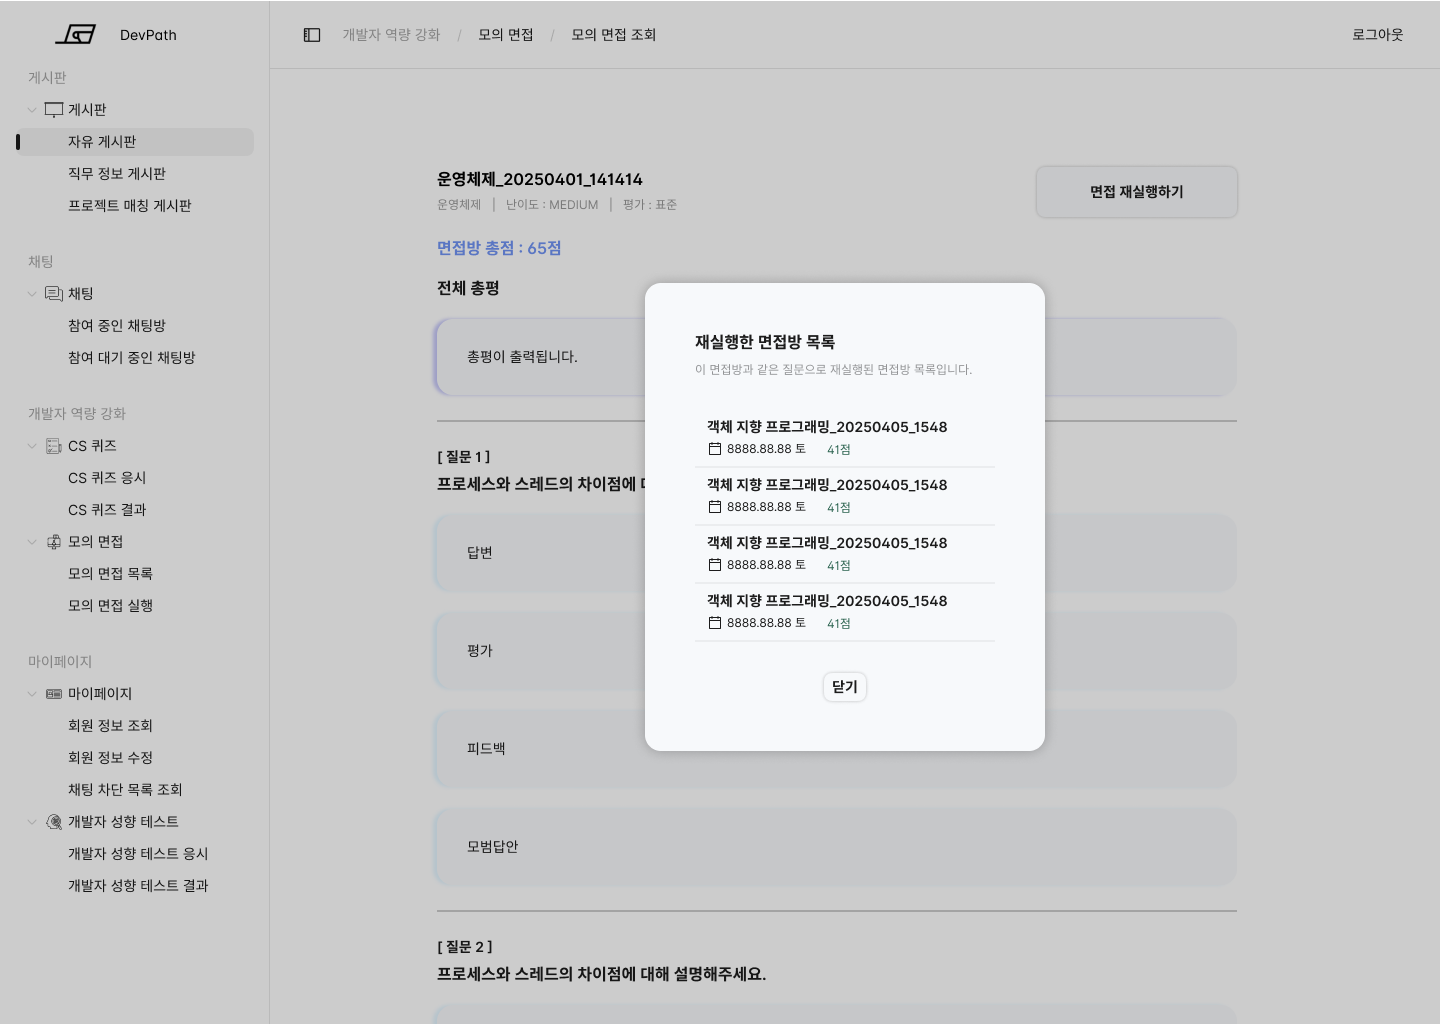 DevPath
게시판
게시판
자유 게시판
직무 정보 게시판
프로젝트 매칭 게시판
채팅
채팅
참여 중인 채팅방
참여 대기 중인 채팅방
개발자 역량 강화
CS 퀴즈
CS 퀴즈 응시
CS 퀴즈 결과
모의 면접
모의 면접 목록
모의 면접 실행
마이페이지
마이페이지
회원 정보 조회
회원 정보 수정
채팅 차단 목록 조회
개발자 성향 테스트
개발자 성향 테스트 응시
개발자 성향 테스트 결과
개발자 역량 강화 / 모의 면접 / 모의 면접 조회
로그아웃
운영체제_20250401_141414
운영체제 | 난이도 : MEDIUM | 평가 : 표준
면접 재실행하기
면접방 총점 : 65점
전체 총평
총평이 출력됩니다.
[ 질문 1 ]
프로세스와 스레드의 차이점에
답변
평가
피드백
모범답안
[ 질문 2 ]
프로세스와 스레드의 차이점에 대해 설명해주세요.
재실행한 면접방 목록
이 면접방과 같은 질문으로 재실행된 면접방 목록입니다.
객체 지향 프로그래밍_20250405_1548
8888.88.88 토 41점
객체 지향 프로그래밍_20250405_1548
8888.88.88 토 41점
객체 지향 프로그래밍_20250405_1548
8888.88.88 토 41점
객체 지향 프로그래밍_20250405_1548
8888.88.88 토 41점
닫기